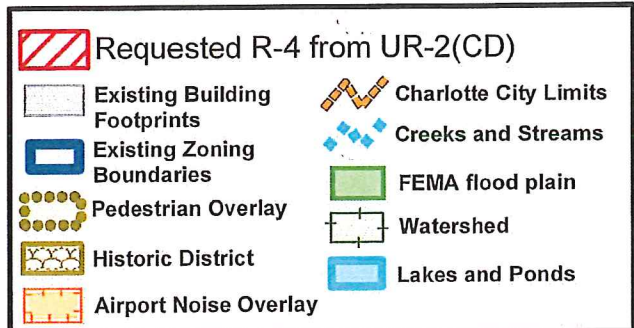 Requested R-4 from UR-2(CD)
Existing Building
Footprints
Existing Zoning
Boundaries
Pedestrian Overlay
Historic District
Airport Noise Overlay
Charlotte City Limits
Creeks and Streams
FEMA flood plain
Watershed
Lakes and Ponds